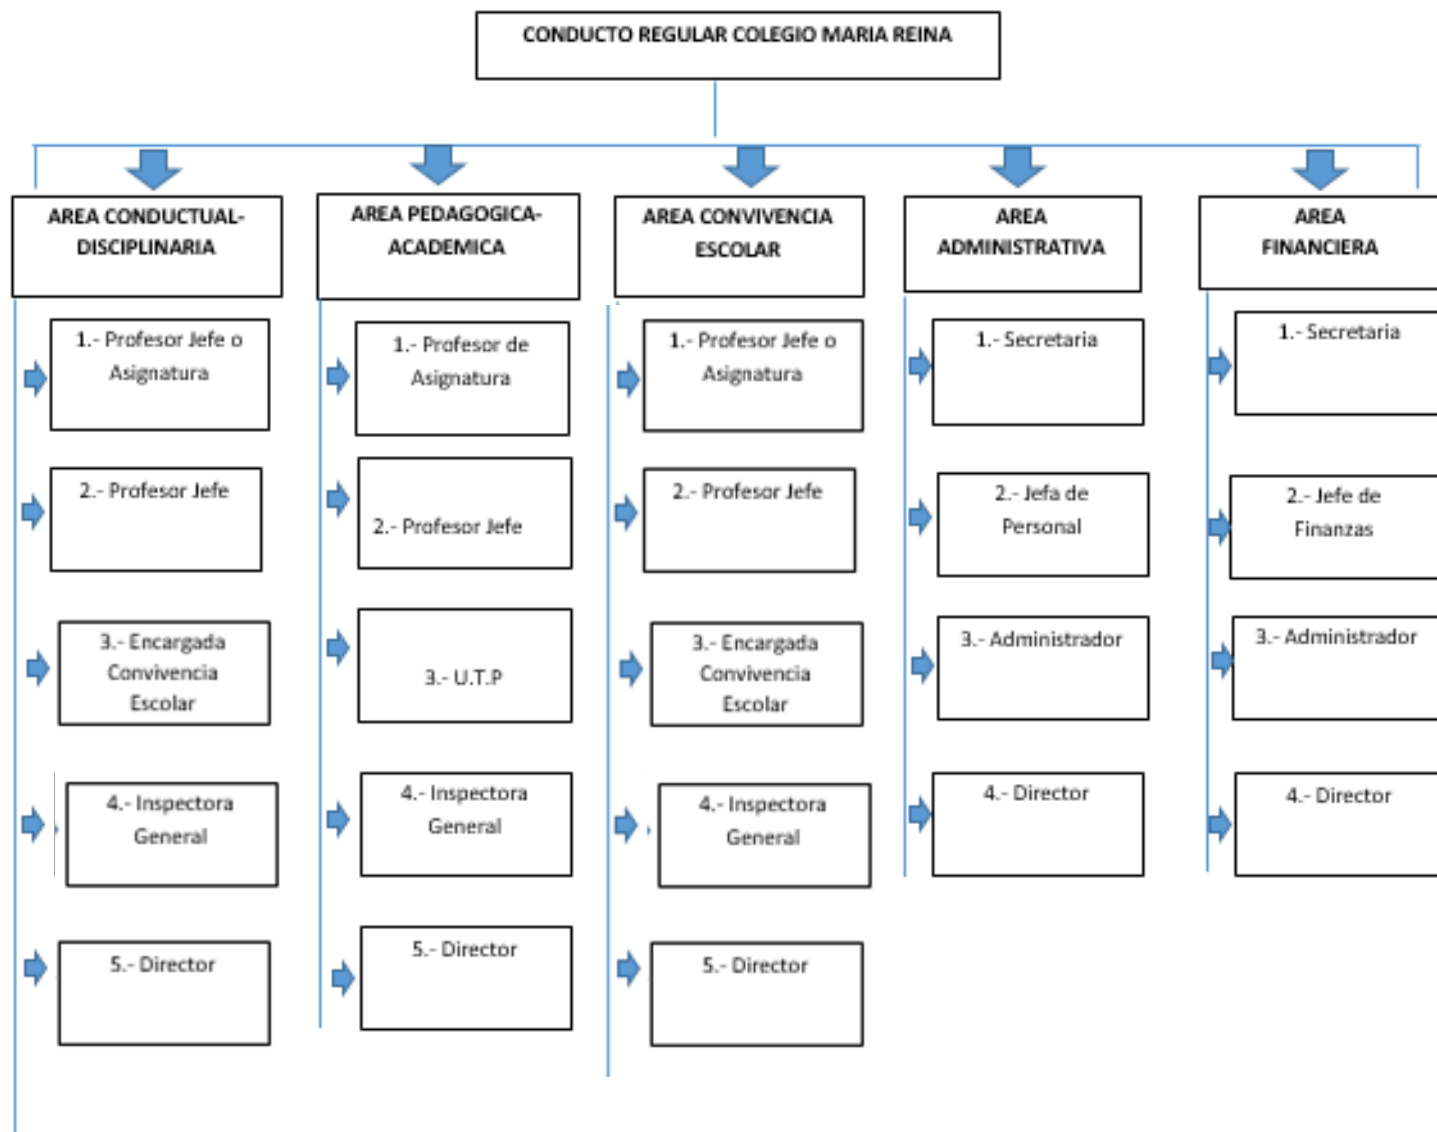 CONDUCTO REGULAR COLEGIO MARIA REINA
AREA CONDUCTUAL-
DISCIPLINARIA
1.- Profesor Jefe o
Asignatura
2.- Profesor Jefe
3.- Encargada
Convivencia
Escolar
4.- Inspectora
General
5.- Director
AREA PEDAGOGICA-
ACADEMICA
1.- Profesor de
Asignatura
2.- Profesor Jefe
3.- U.T.P
4.- Inspectora
General
5.- Director
AREA CONVIVENCIA
ESCOLAR
1.- Profesor Jefe o
Asignatura
2.- Profesor Jefe
3.- Encargada
Convivencia
Escolar
4.- Inspectora
General
5.- Director
AREA
ADMINISTRATIVA
1.- Secretaria
2.- Jefa de
Personal
3.- Administrador
4.- Director
AREA
FINANCIERA
1.- Secretaria
2.- Jefe de
Finanzas
3.- Administrador
4.- Director